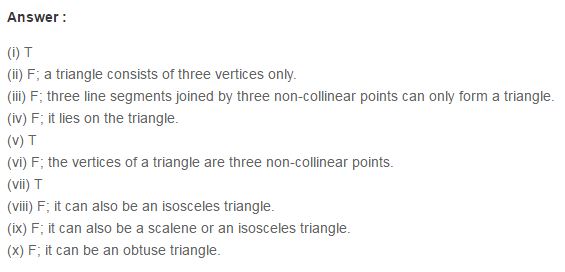 Answer :
(i) T
(ii) F; a triangle consists of three vertices only.
(iii) F; three line segments joined by three non-collinear points can only form a triangle.
(iv) F; it lies on the triangle.
(v) T
(vi) F; the vertices of a triangle are three non-collinear points.
(vii) T
(viii) F; it can also be an isosceles triangle.
(ix) F; it can also be a scalene or an isosceles triangle.
(x) F; it can be an obtuse triangle.